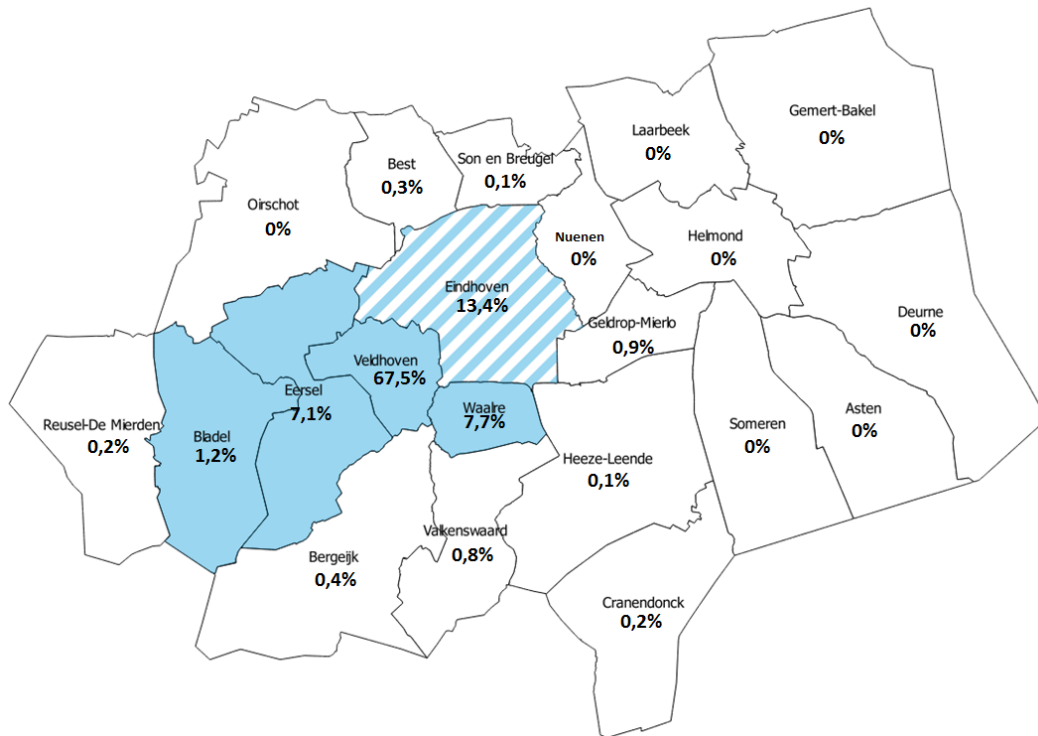 Gemert-Bakel
0%
Laarbeek
0%
Best
0,3%
Son en Breugel
0,1%
Oirschot
0%
Nuenen
0%
Helmond
0%
Eindhoven
13,4%
Deurne
0%
Geldrop-Mierlo
0,9%
Veldhoven
67,5%
Eersel
7,1%
Waalre
7,7%
Reusel-De Mierden
0,2%
Bladel
1,2%
Someren
0%
Asten
0%
Heeze-Leende
0,1%
Valkenswaard
0,8%
Bergeijk
0,4%
Cranendonck
0,2%